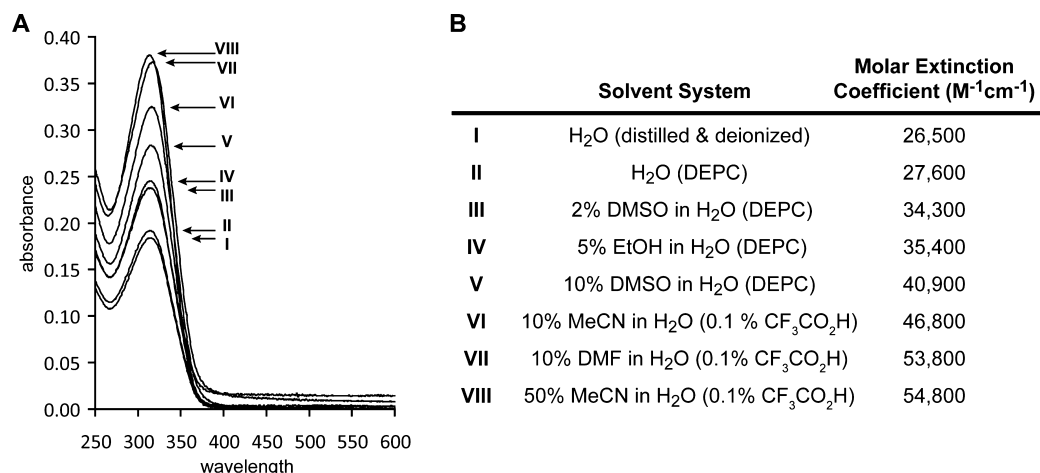 A
0.40
0.35
0.30
0.25
0.20
0.15
0.10
0.05
0.00
absorbance
250 300 350 400 450 500 550 600
wavelength
VIII
VII
VI
V
IV
III
II
I
B
Solvent System Molar Extinction Coefficient (M⁻¹cm⁻¹)
I H₂O (distilled & deionized) 26,500
II H₂O (DEPC) 27,600
III 2% DMSO in H₂O (DEPC) 34,300
IV 5% EtOH in H₂O (DEPC) 35,400
V 10% DMSO in H₂O (DEPC) 40,900
VI 10% MeCN in H₂O (0.1 % CF₃CO₂H) 46,800
VII 10% DMF in H₂O (0.1% CF₃CO₂H) 53,800
VIII 50% MeCN in H₂O (0.1% CF₃CO₂H) 54,800